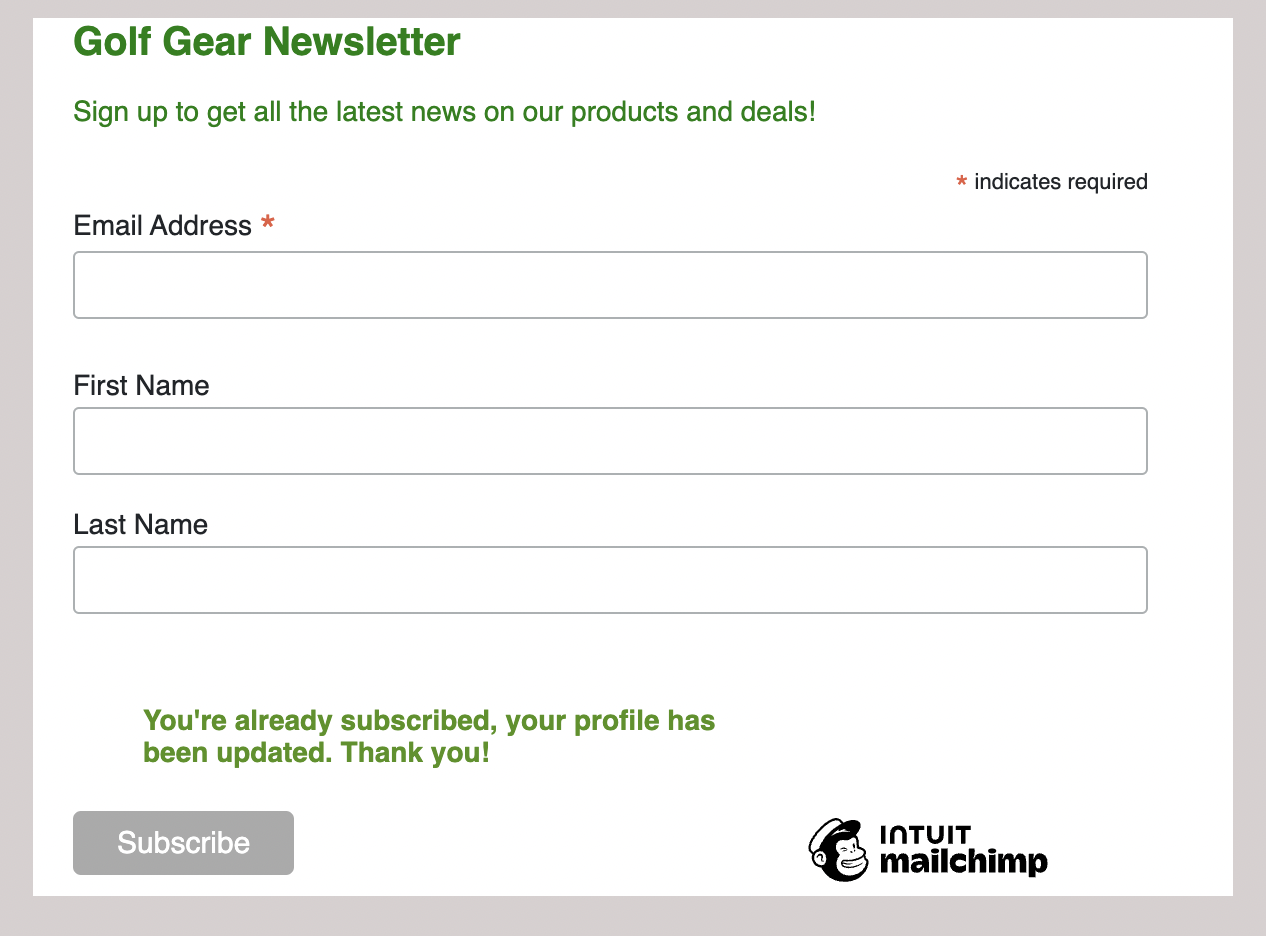 Golf Gear Newsletter
Sign up to get all the latest news on our products and deals!
* indicates required
Email Address *
First Name
Last Name
You're already subscribed, your profile has
been updated. Thank you!
Subscribe
INTUIT
mailchimp